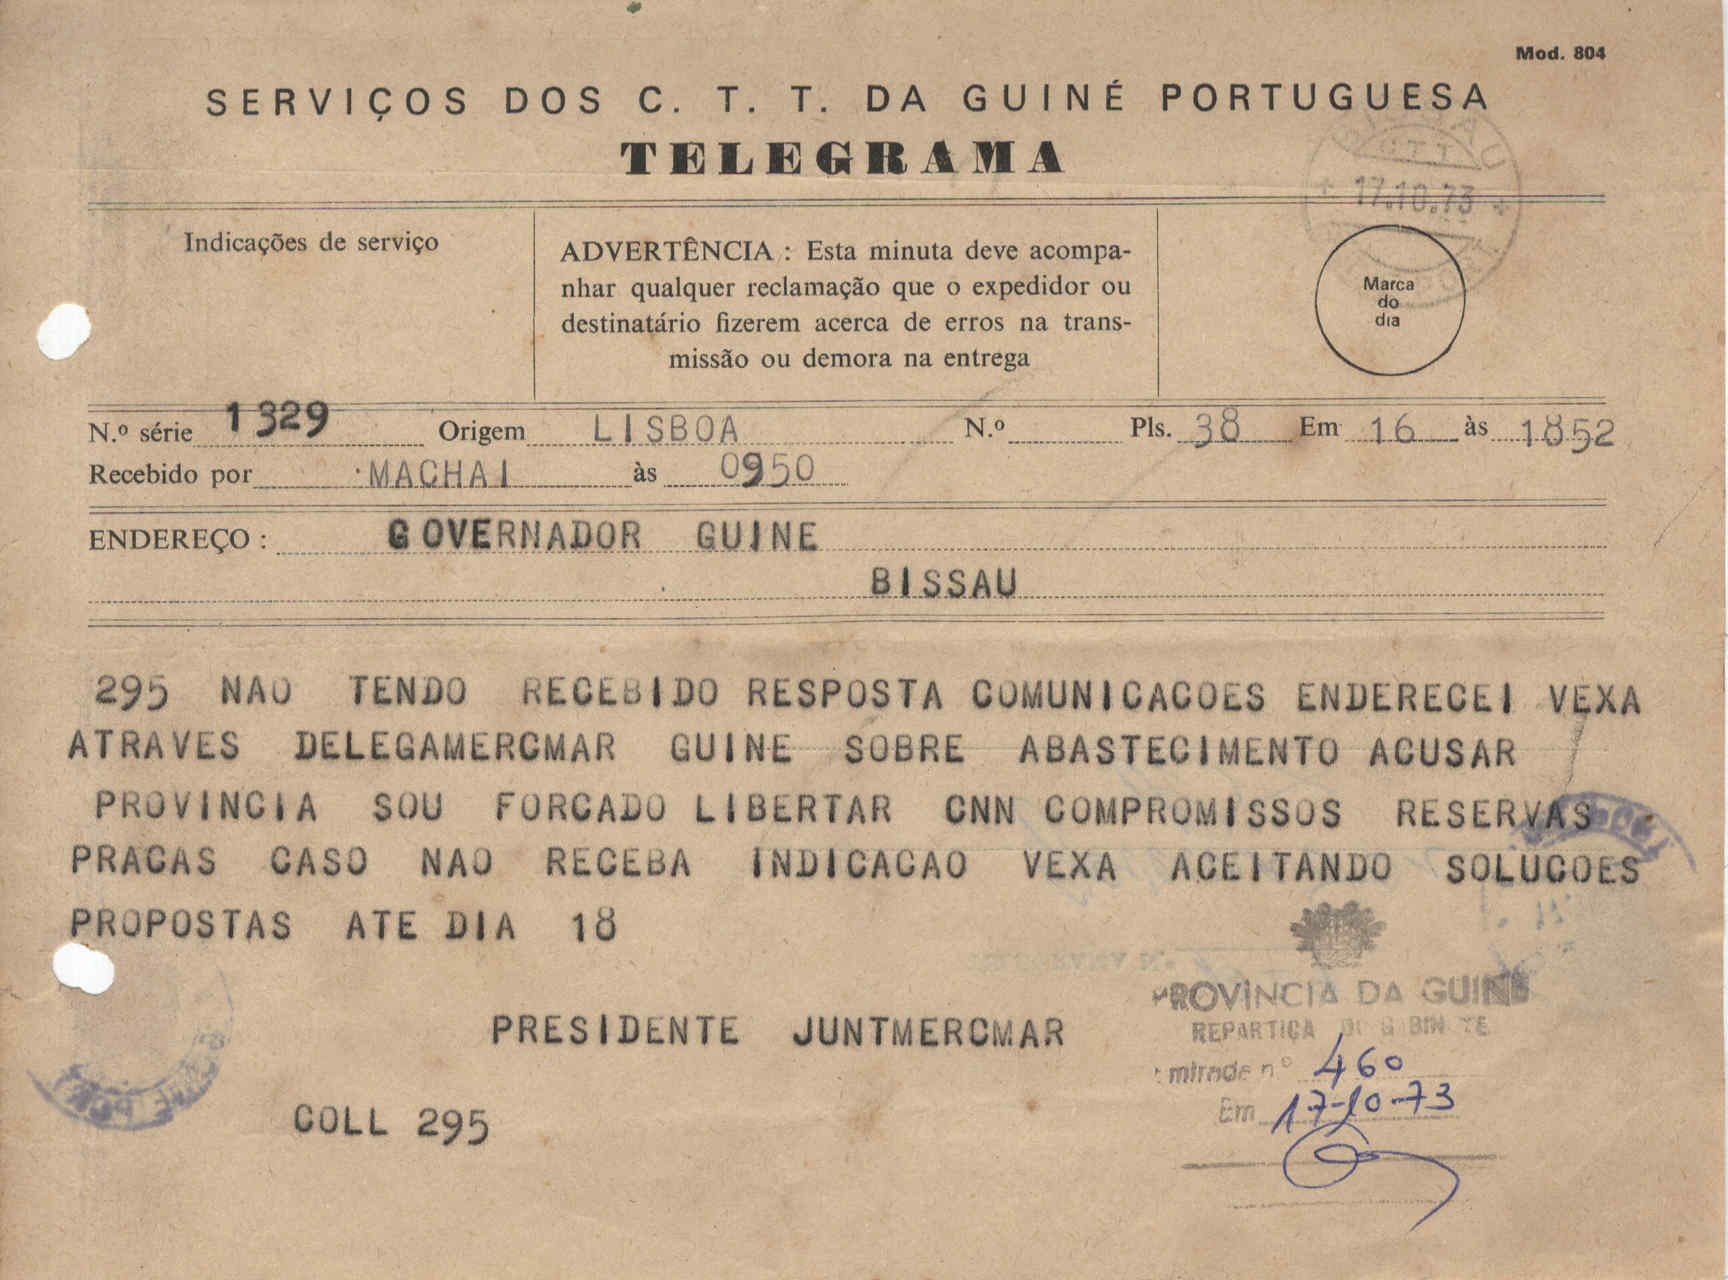 Mod. 804
SERVIÇOS DOS C. T. T. DA GUINÉ PORTUGUESA
TELEGRAMA
17.10.73
Indicações de serviço
ADVERTÊNCIA : Esta minuta deve acompa-
nhar qualquer reclamação que o expedidor ou
destinatário fizerem acerca de erros na trans-
missão ou demora na entrega
Marca
do
dia
N.º série 1329 Origem LISBOA N.º Pls. 38 Em 16 às 1852
Recebido por MACHAI às 0950
ENDEREÇO : GOVERNADOR GUINE
BISSAU
295 NAO TENDO RECEBIDO RESPOSTA COMUNICACOES ENDERECEI VEXA
ATRAVES DELEGAMERCMAR GUINE SOBRE ABASTECIMENTO ACUSAR
PROVINCIA SOU FORCADO LIBERTAR CNN COMPROMISSOS RESERVAS
PRACAS CASO NAO RECEBA INDICACAO VEXA ACEITANDO SOLUCOES
PROPOSTAS ATE DIA 18
PRESIDENTE JUNTMERCMAR
COLL 295
PROVINCIA DA GUINÉ
REPARTIÇA
nº 460
Em 17-10-73